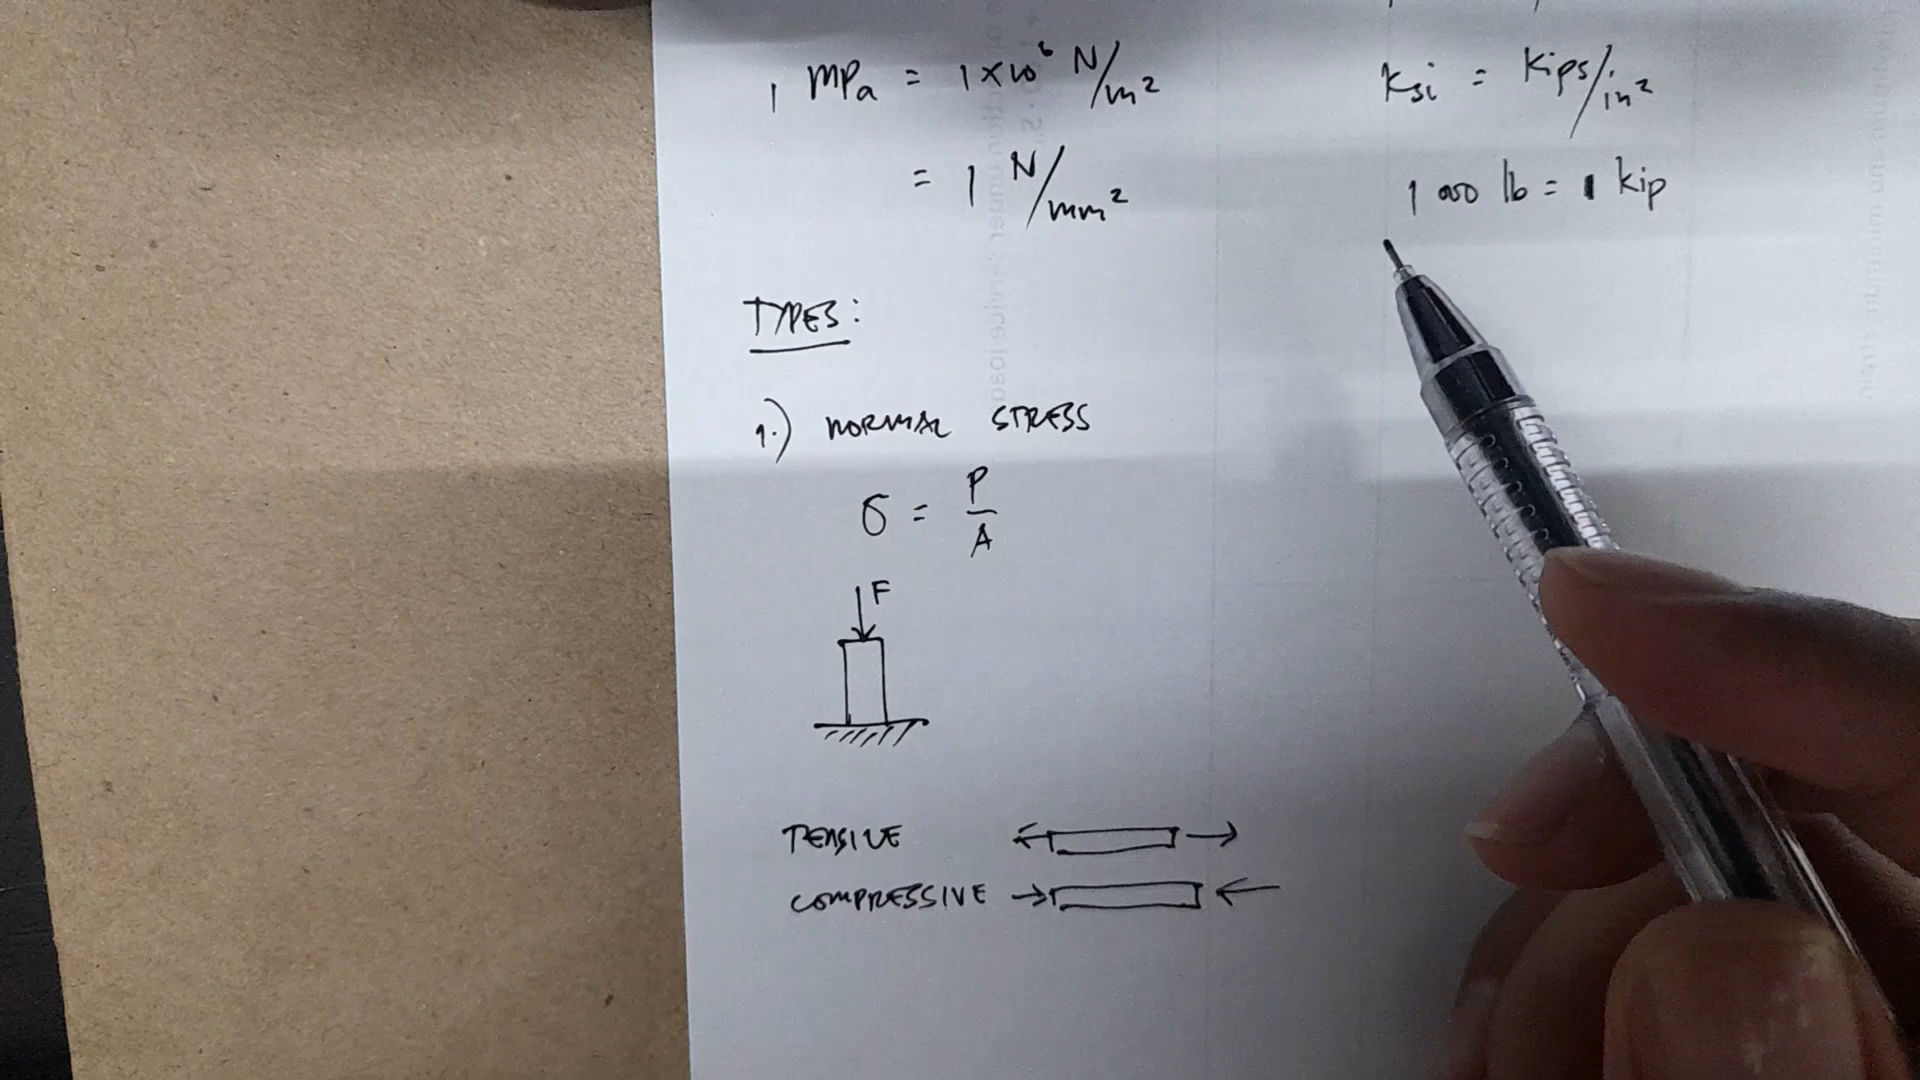 1 MPa = 1×10⁶ N/m²
= 1 N/mm²
Ksi = Kips/in²
1 000 lb = 1 kip
TYPES:
1.) NORMAL STRESS
σ = P/A
F
TENSIVE
COMPRESSIVE